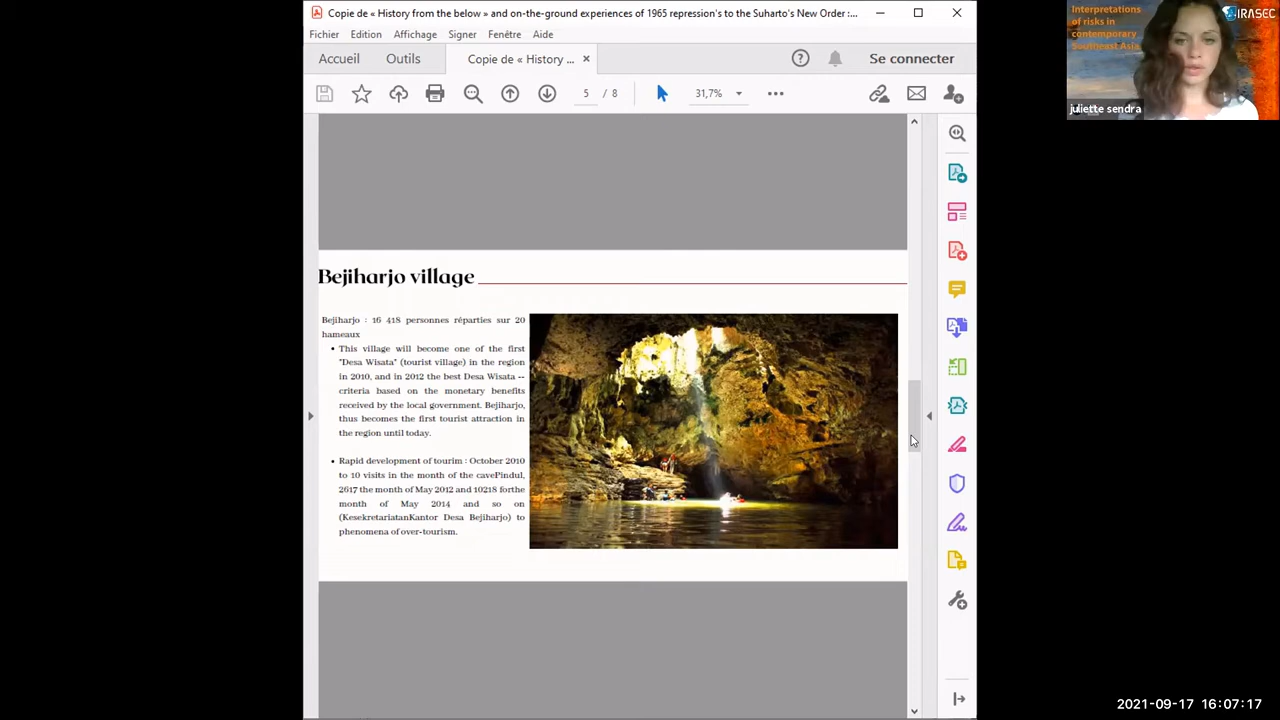 Copie de « History from the below » and on-the-ground experiences of 1965 repression's to the Suharto's New Order :...
Fichier Edition Affichage Signer Fenêtre Aide
Accueil Outils Copie de « History ... × Se connecter
5 / 8 31,7%
Bejiharjo village
Bejiharjo : 16 418 personnes réparties sur 20
hameaux
• This village will become one of the first
"Desa Wisata" (tourist village) in the region
in 2010, and in 2012 the best Desa Wisata --
criteria based on the monetary benefits
received by the local government. Bejiharjo,
thus becomes the first tourist attraction in
the region until today.
• Rapid development of tourim : October 2010
to 10 visits in the month of the cavePindul,
2617 the month of May 2012 and 10218 forthe
month of May 2014 and so on
(KesekretariatanKantor Desa Bejiharjo) to
phenomena of over-tourism.
Interpretations
of risks in
contemporary
Southeast Asia
IRASEC
juliette sendra
2021-09-17 16:07:17